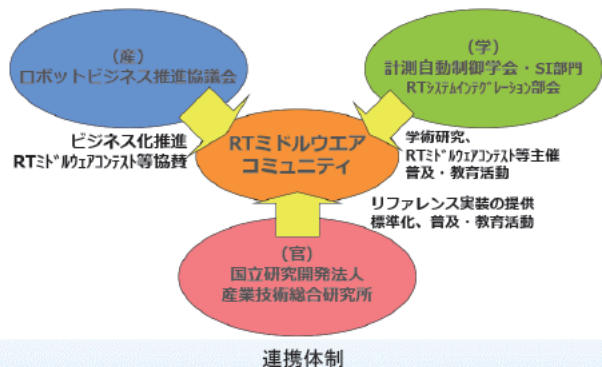 (産)
ロボットビジネス推進協議会
(学)
計測自動制御学会・SI部門
RTシステムインテグレーション部会
ビジネス化推進
RTミドルウェアコンテスト等協賛
RTミドルウエア
コミュニティ
学術研究、
RTミドルウェアコンテスト等主催
普及・教育活動
リファレンス実装の提供
標準化、普及・教育活動
(官)
国立研究開発法人
産業技術総合研究所
連携体制